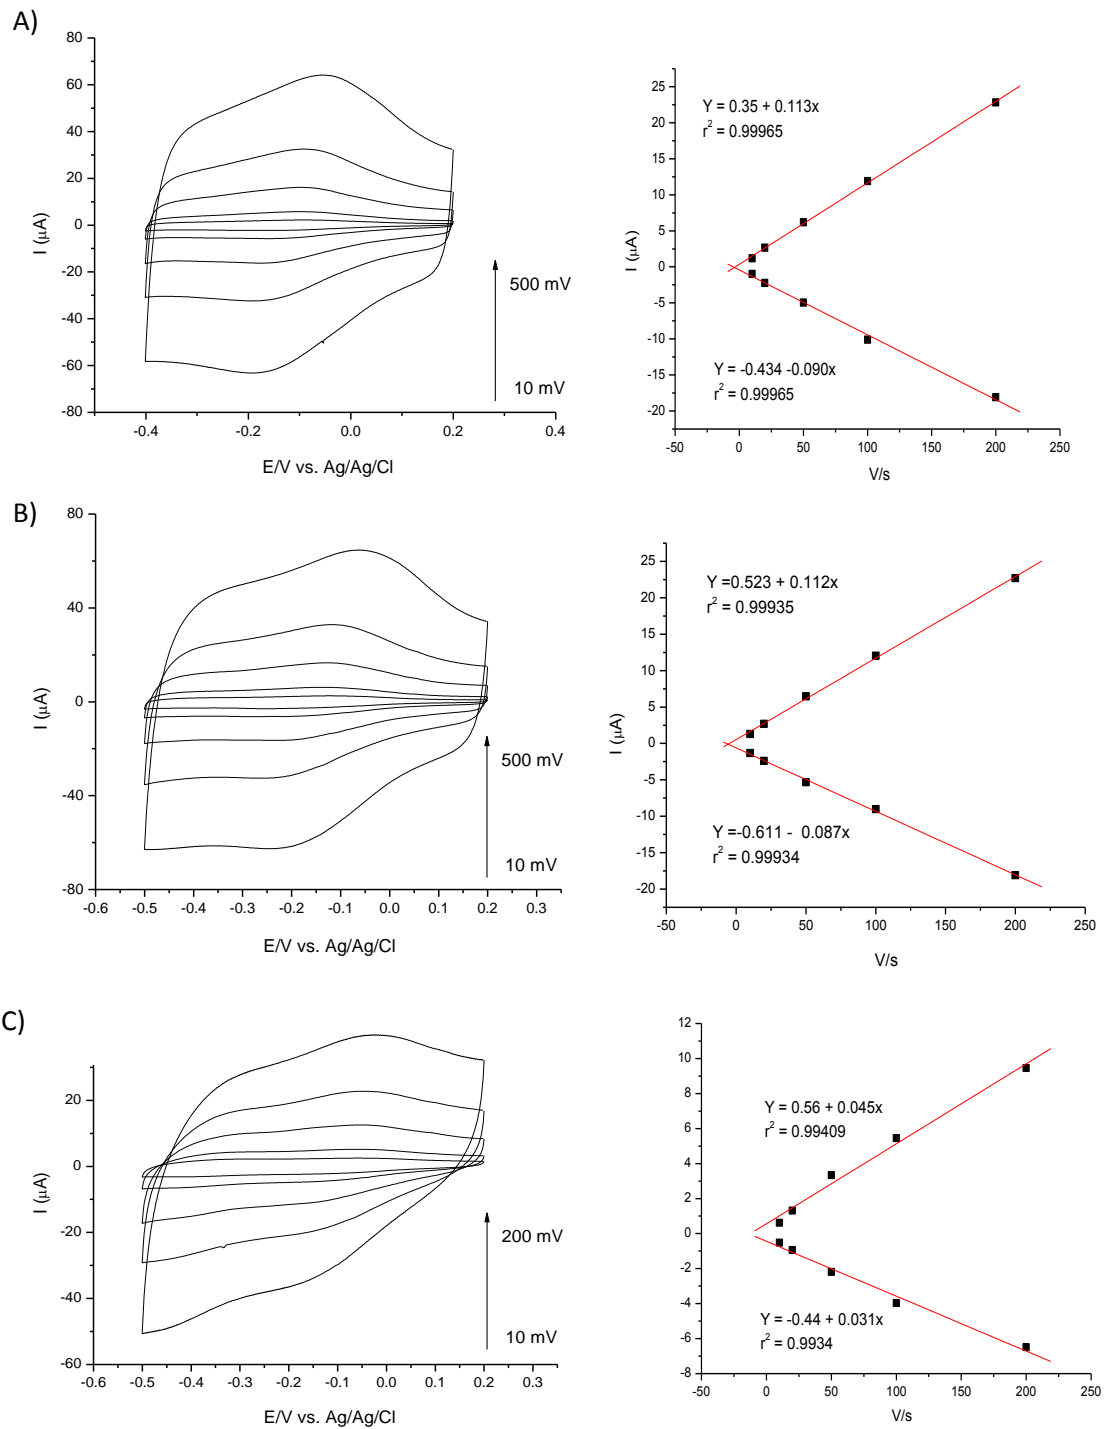 A)
80
60
40
20
0
-20
-40
-60
-80
I (μA)
-0.4
-0.2
0.0
0.2
0.4
E/V vs. Ag/Ag/Cl
500 mV
10 mV
25
20
15
10
5
0
-5
-10
-15
-20
I (μA)
Y = 0.35 + 0.113x
r² = 0.99965
Y = -0.434 -0.090x
r² = 0.99965
-50
0
50
100
150
200
250
V/s
B)
80
40
0
-40
-80
I (μA)
-0.6
-0.5
-0.4
-0.3
-0.2
-0.1
0.0
0.1
0.2
0.3
E/V vs. Ag/Ag/Cl
500 mV
10 mV
25
20
15
10
5
0
-5
-10
-15
-20
I (μA)
Y =0.523 + 0.112x
r² = 0.99935
Y =-0.611 - 0.087x
r² = 0.99934
-50
0
50
100
150
200
250
V/s
C)
20
0
-20
-40
-60
I (μA)
-0.6
-0.5
-0.4
-0.3
-0.2
-0.1
0.0
0.1
0.2
0.3
E/V vs. Ag/Ag/Cl
200 mV
10 mV
12
10
8
6
4
2
0
-2
-4
-6
-8
I (μA)
Y = 0.56 + 0.045x
r² = 0.99409
Y = -0.44 + 0.031x
r² = 0.9934
-50
0
50
100
150
200
250
V/s